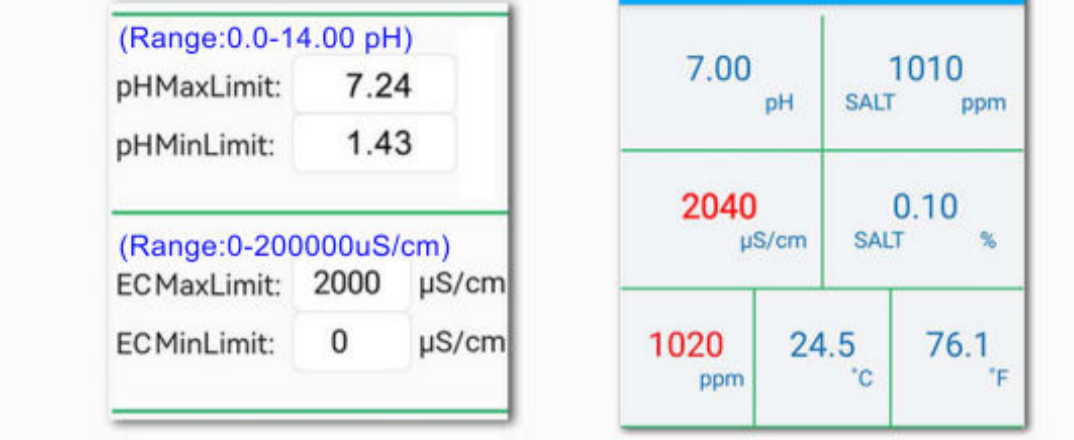 (Range:0.0-14.00 pH)
pHMaxLimit: 7.24
pHMinLimit: 1.43
(Range:0-200000uS/cm)
ECMaxLimit: 2000 µS/cm
ECMinLimit: 0 µS/cm
7.00 pH
1010
SALT ppm
2040 µS/cm
0.10
SALT %
1020 ppm
24.5 °C
76.1 °F